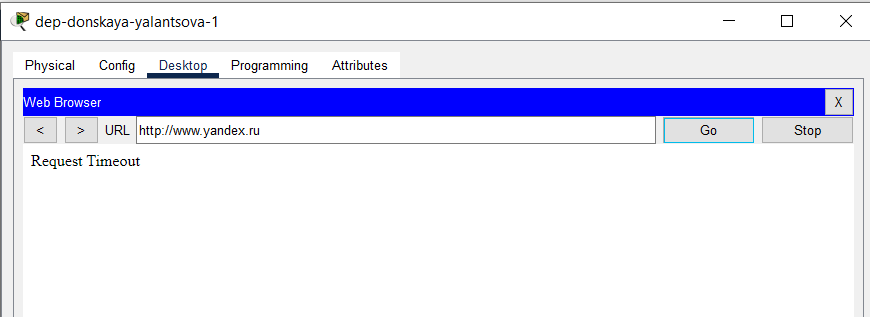 dep-donskaya-yalantsova-1
Physical Config Desktop Programming Attributes
Web Browser X
< > URL http://www.yandex.ru Go Stop
Request Timeout